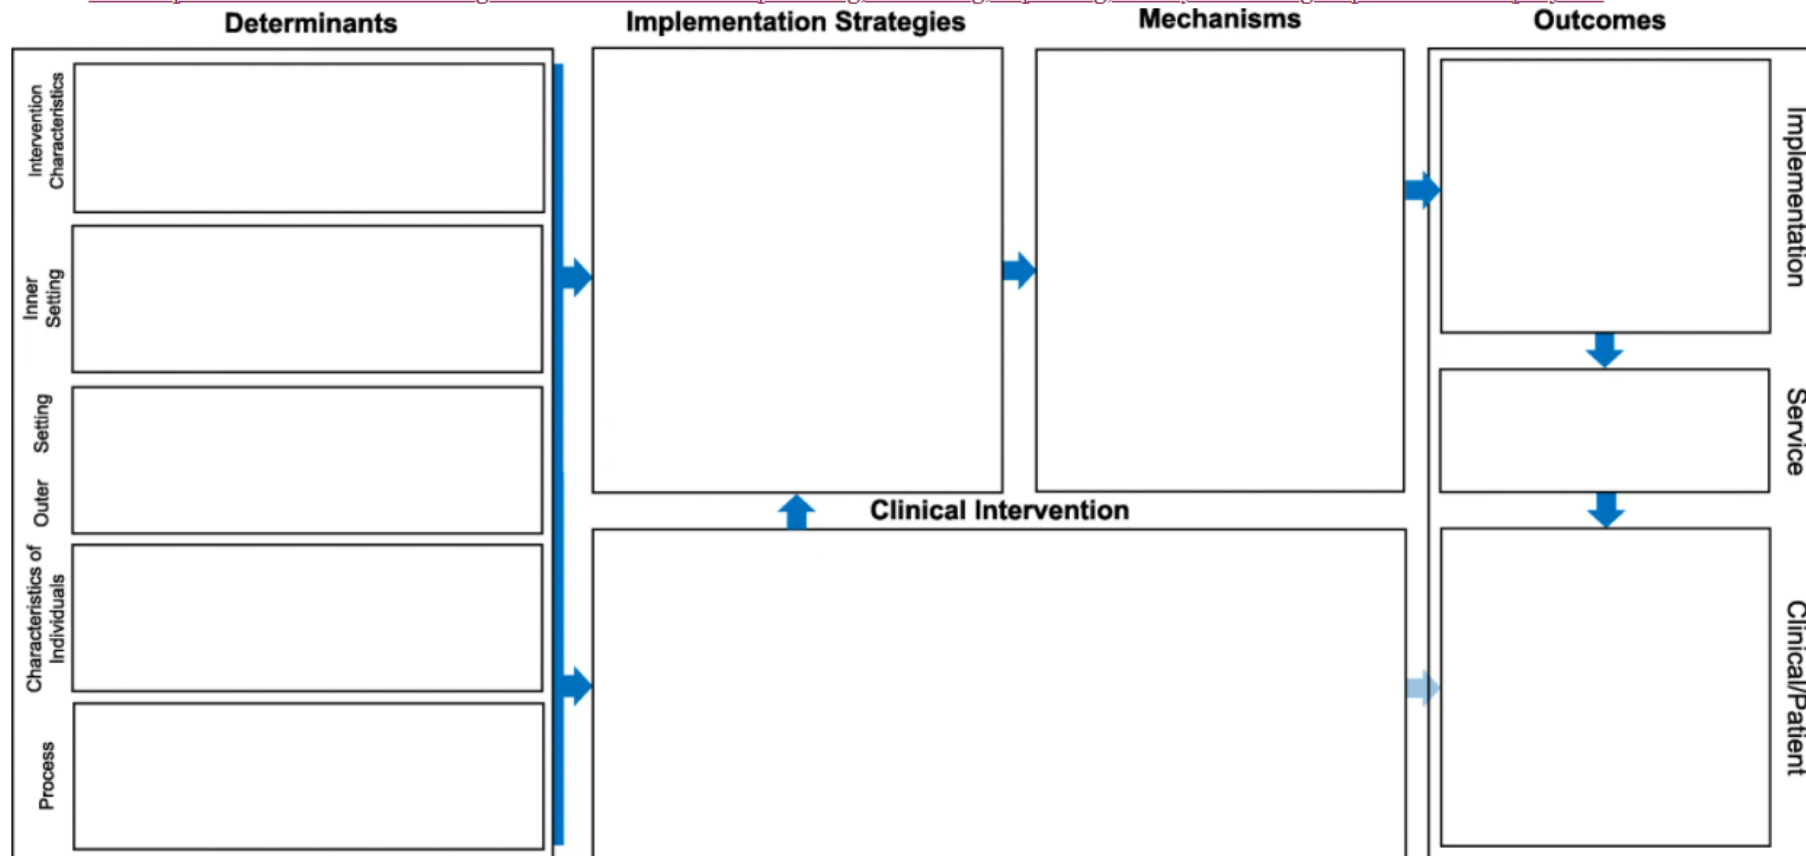 Determinants
Implementation Strategies
Mechanisms
Outcomes
Intervention
Characteristics
Inner
Setting
Outer Setting
Characteristics of
Individuals
Process
Clinical Intervention
Implementation
Service
Clinical/Patient